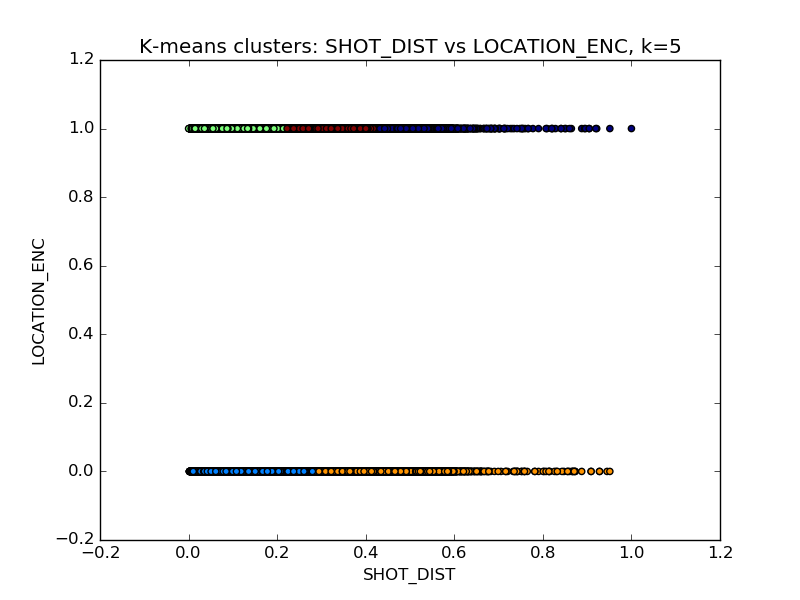 K-means clusters: SHOT_DIST vs LOCATION_ENC, k=5
1.2
1.0
0.8
0.6
0.4
0.2
0.0
−0.2
LOCATION_ENC
−0.2 0.0 0.2 0.4 0.6 0.8 1.0 1.2
SHOT_DIST